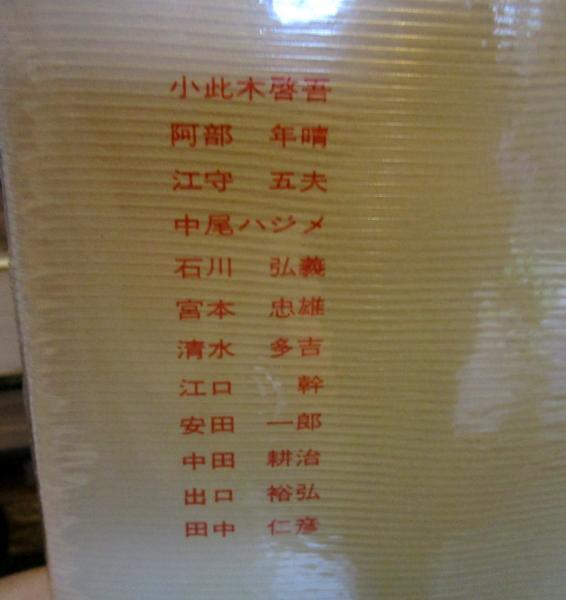 小此木啓吾
阿部　年晴
江守　五夫
中尾ハジメ
石川　弘義
宮本　忠雄
清水　多吉
江口　　幹
安田　一郎
中田　耕治
出口　裕弘
田中　仁彦